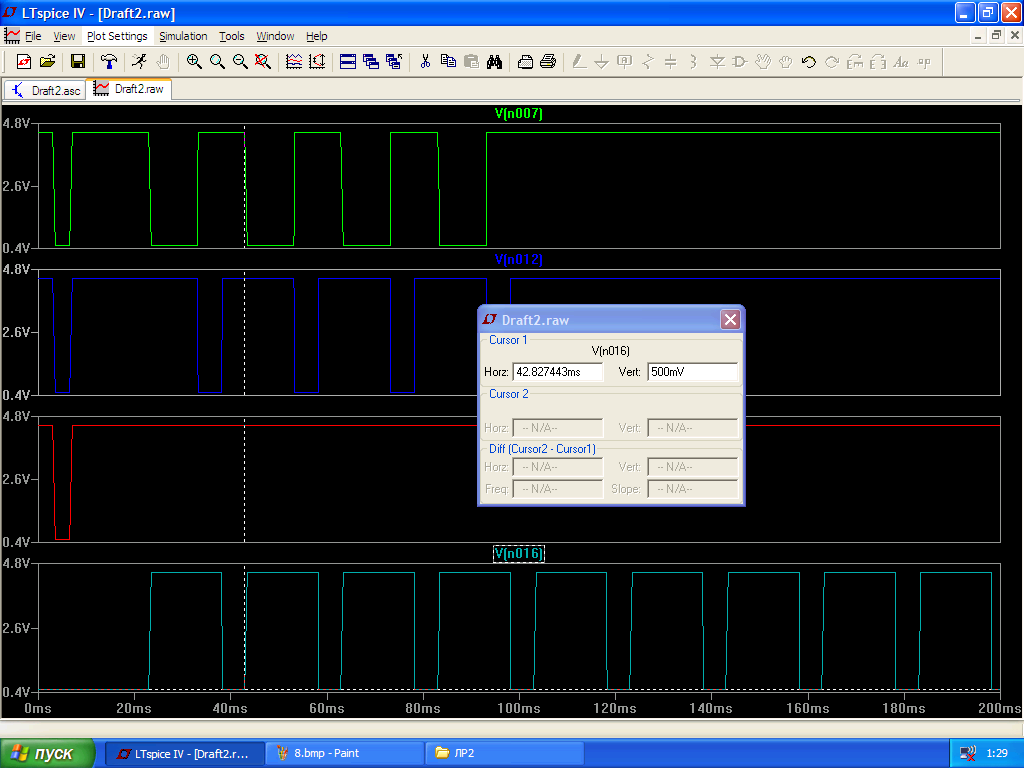 LTspice IV - [Draft2.raw]
File View Plot Settings Simulation Tools Window Help
Draft2.asc Draft2.raw
V(n007)
4.8V
2.6V
0.4V
V(n012)
4.8V
2.6V
0.4V
4.8V
2.6V
0.4V
V(n016)
4.8V
2.6V
0.4V
0ms 20ms 40ms 60ms 80ms 100ms 120ms 140ms 160ms 180ms 200ms
Draft2.raw
Cursor 1
V(n016)
Horz: 42.827443ms Vert: 500mV
Cursor 2
Horz: -- N/A-- Vert: -- N/A--
Diff (Cursor2 - Cursor1)
Horz: -- N/A-- Vert: -- N/A--
Freq: -- N/A-- Slope: -- N/A--
пуск LTspice IV - [Draft2.r... 8.bmp - Paint ЛР2 1:29